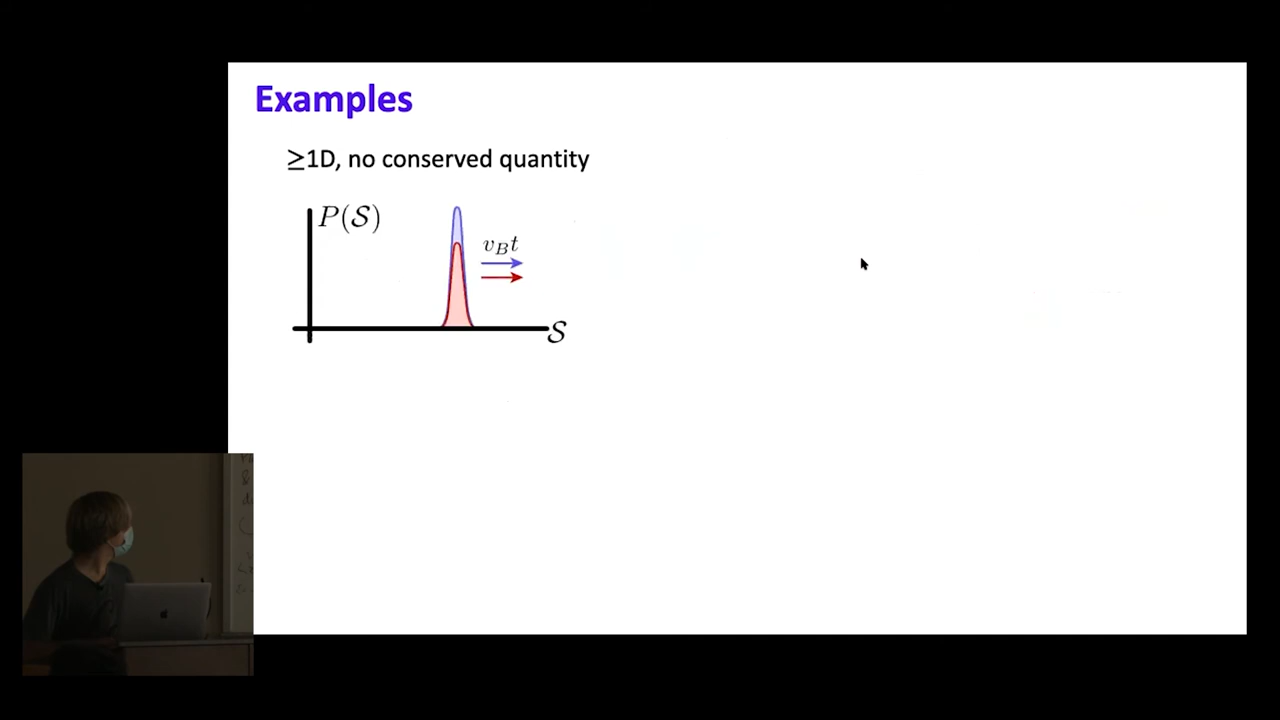 Examples
≥1D, no conserved quantity
P(𝒮)
v_B t
𝒮